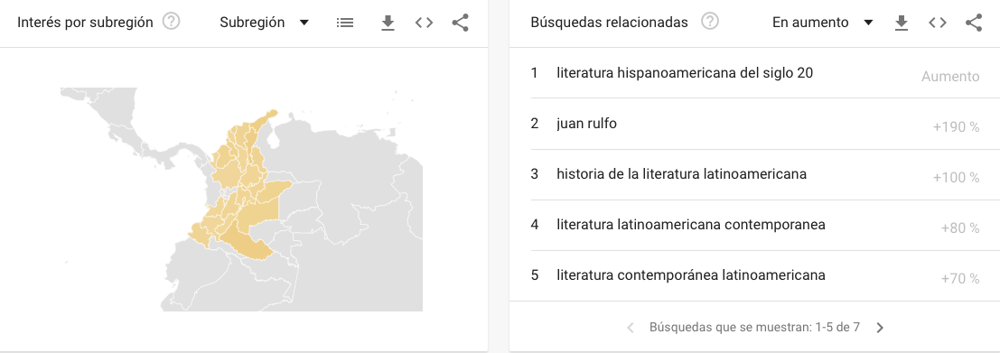 Interés por subregión
Subregión
Búsquedas relacionadas
En aumento
1 literatura hispanoamericana del siglo 20 Aumento
2 juan rulfo +190 %
3 historia de la literatura latinoamericana +100 %
4 literatura latinoamericana contemporanea +80 %
5 literatura contemporánea latinoamericana +70 %
Búsquedas que se muestran: 1-5 de 7